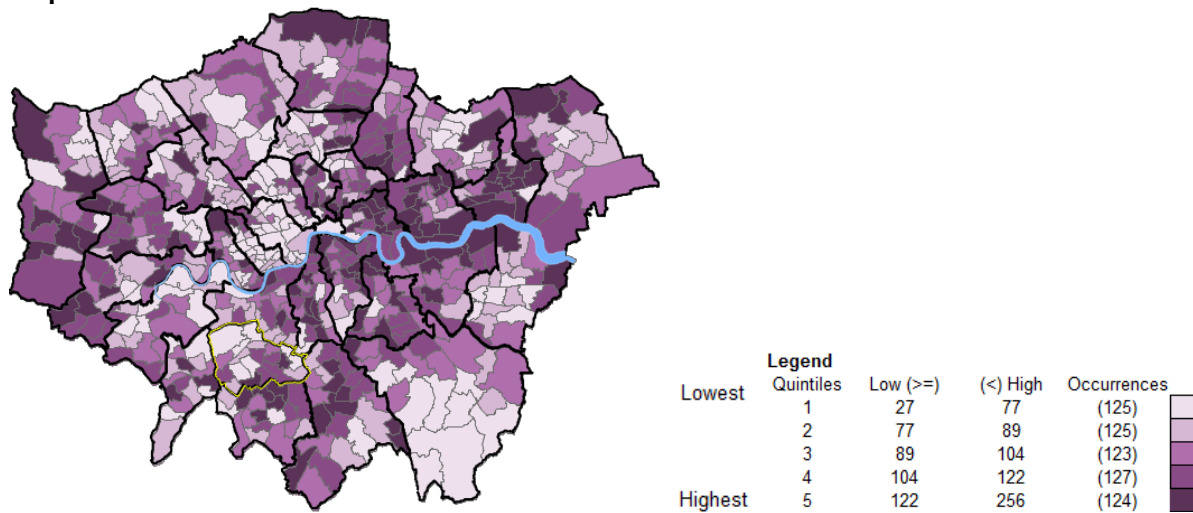 Legend
Lowest
Quintiles Low (>=) (<) High Occurrences
1 27 77 (125)
2 77 89 (125)
3 89 104 (123)
4 104 122 (127)
Highest 5 122 256 (124)